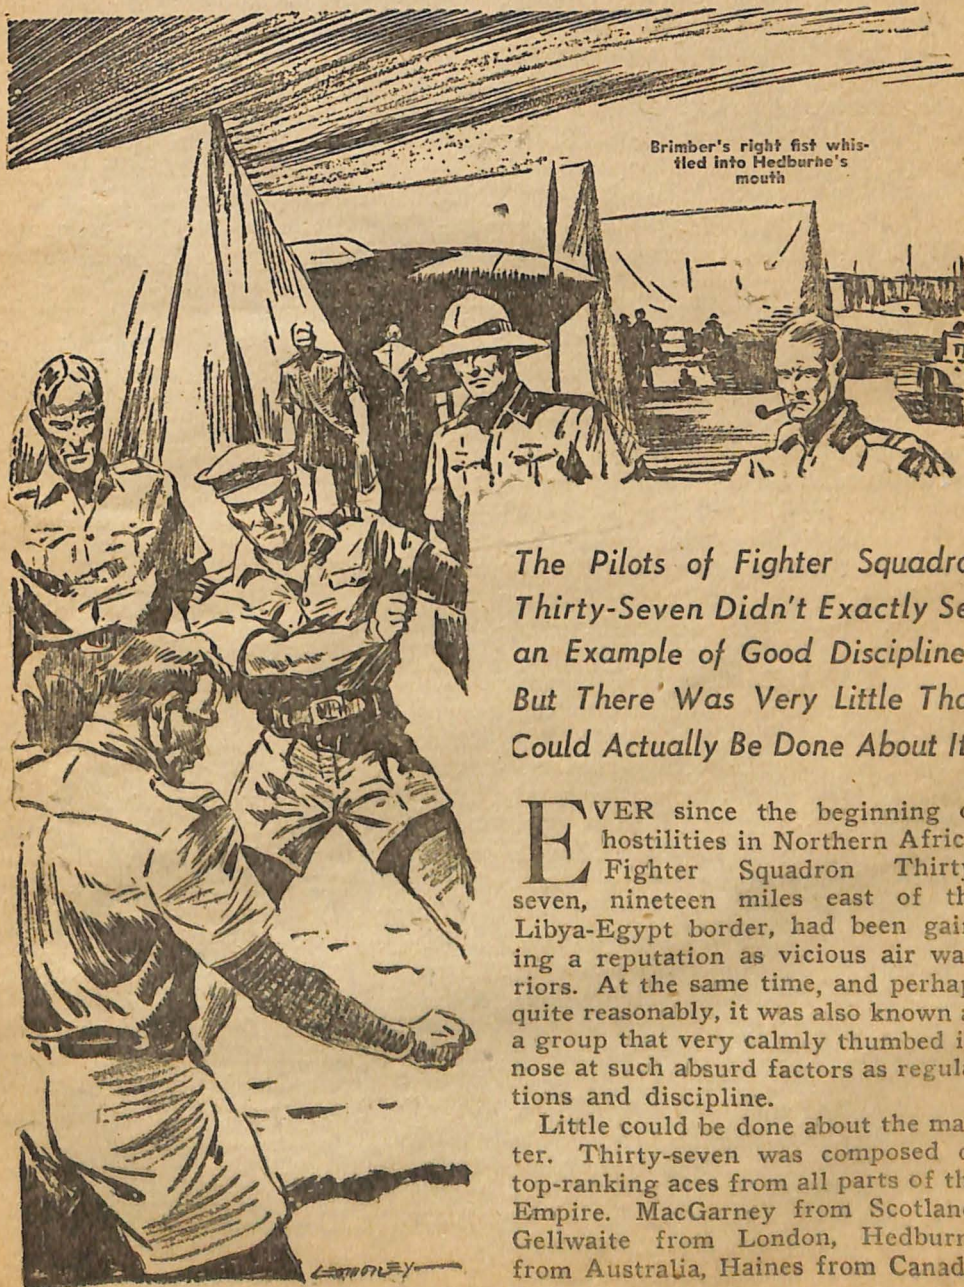 Brimber's right fist whis-
tled into Hedburne's
mouth
The Pilots of Fighter Squadro
Thirty-Seven Didn't Exactly Se
an Example of Good Discipline
But There Was Very Little Tha
Could Actually Be Done About It
EVER since the beginning o
hostilities in Northern Afric
Fighter Squadron Thirty
seven, nineteen miles east of th
Libya-Egypt border, had been gain
ing a reputation as vicious air wa
riors. At the same time, and perhap
quite reasonably, it was also known a
a group that very calmly thumbed i
nose at such absurd factors as regula
tions and discipline.
Little could be done about the ma
ter. Thirty-seven was composed o
top-ranking aces from all parts of th
Empire. MacGarney from Scotland
Gellwaite from London, Hedburn
from Australia, Haines from Canad